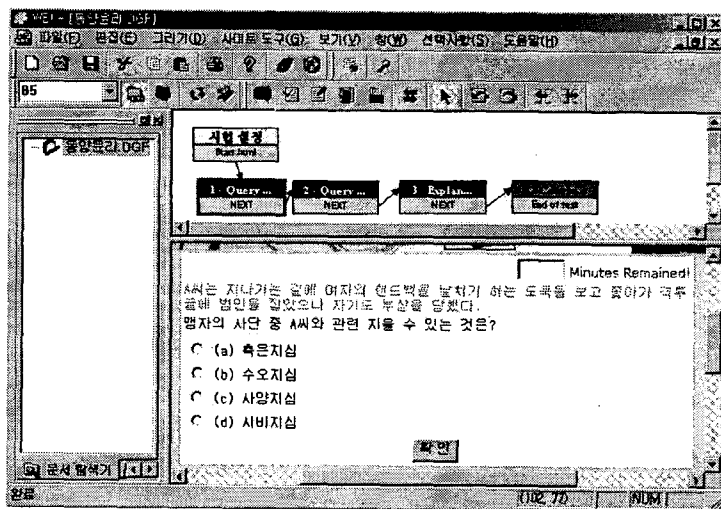 WET - [동양윤리.DGF]
파일(F) 편집(E) 그리기(D) 사이트 도구(G) 보기(V) 창(W) 선택사항(S) 도움말(H)
85
동양윤리.DGF
시험 설정
Start.html
1 - Query ...
NEXT
2 - Query ...
NEXT
3 - Explan...
NEXT
End of test
Minutes Remained!
A씨는 지나가는 길에 여자의 핸드백을 날치기 하는 도둑을 보고 쫓아가 격투
끝에 범인을 잡았으나 자기도 부상을 당했다.
맹자의 사단 중 A씨와 관련 지을 수 있는 것은?
(a) 측은지심
(b) 수오지심
(c) 사양지심
(d) 시비지심
확인
문서 탐색기
완료
(102, 77)
NUM